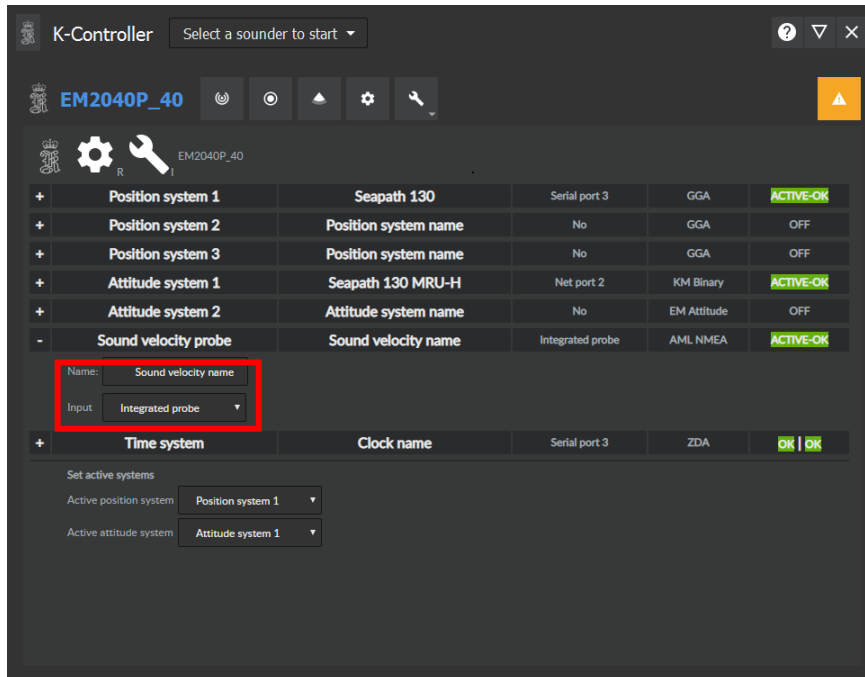 K-Controller Select a sounder to start
EM2040P_40
R I EM2040P_40
+ Position system 1 Seapath 130 Serial port 3 GGA ACTIVE-OK
+ Position system 2 Position system name No GGA OFF
+ Position system 3 Position system name No GGA OFF
+ Attitude system 1 Seapath 130 MRU-H Net port 2 KM Binary ACTIVE-OK
+ Attitude system 2 Attitude system name No EM Attitude OFF
- Sound velocity probe Sound velocity name Integrated probe AML NMEA ACTIVE-OK
Name: Sound velocity name
Input Integrated probe
+ Time system Clock name Serial port 3 ZDA OK | OK
Set active systems
Active position system Position system 1
Active attitude system Attitude system 1